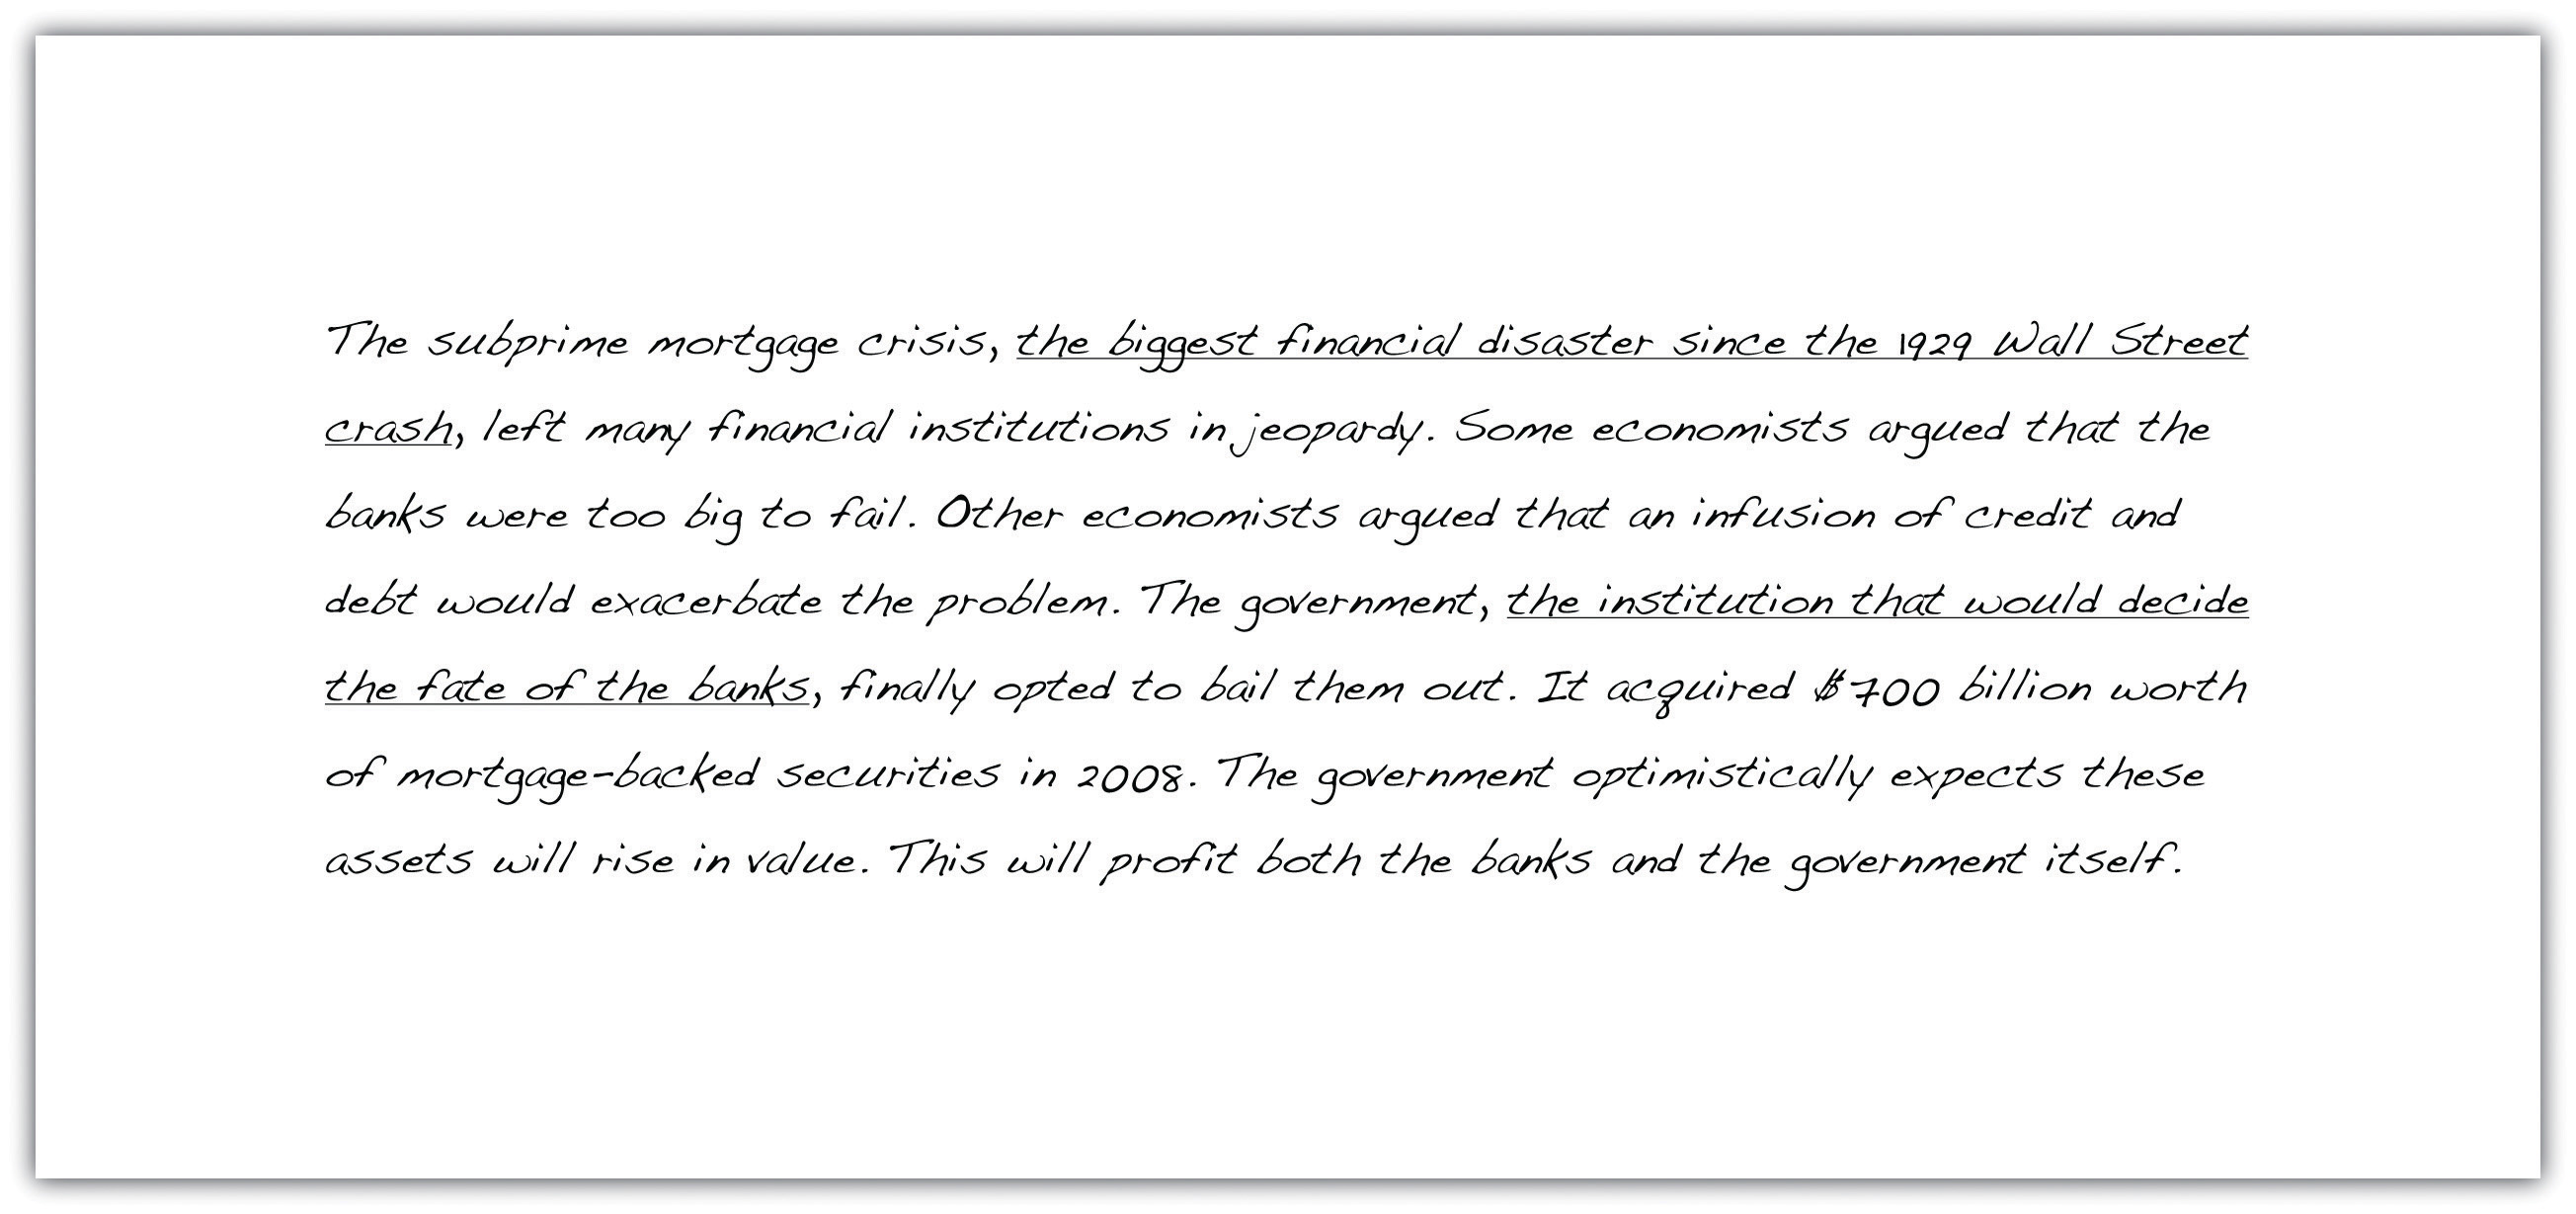 The subprime mortgage crisis, the biggest financial disaster since the 1929 Wall Street
crash, left many financial institutions in jeopardy. Some economists argued that the
banks were too big to fail. Other economists argued that an infusion of credit and
debt would exacerbate the problem. The government, the institution that would decide
the fate of the banks, finally opted to bail them out. It acquired $700 billion worth
of mortgage-backed securities in 2008. The government optimistically expects these
assets will rise in value. This will profit both the banks and the government itself.